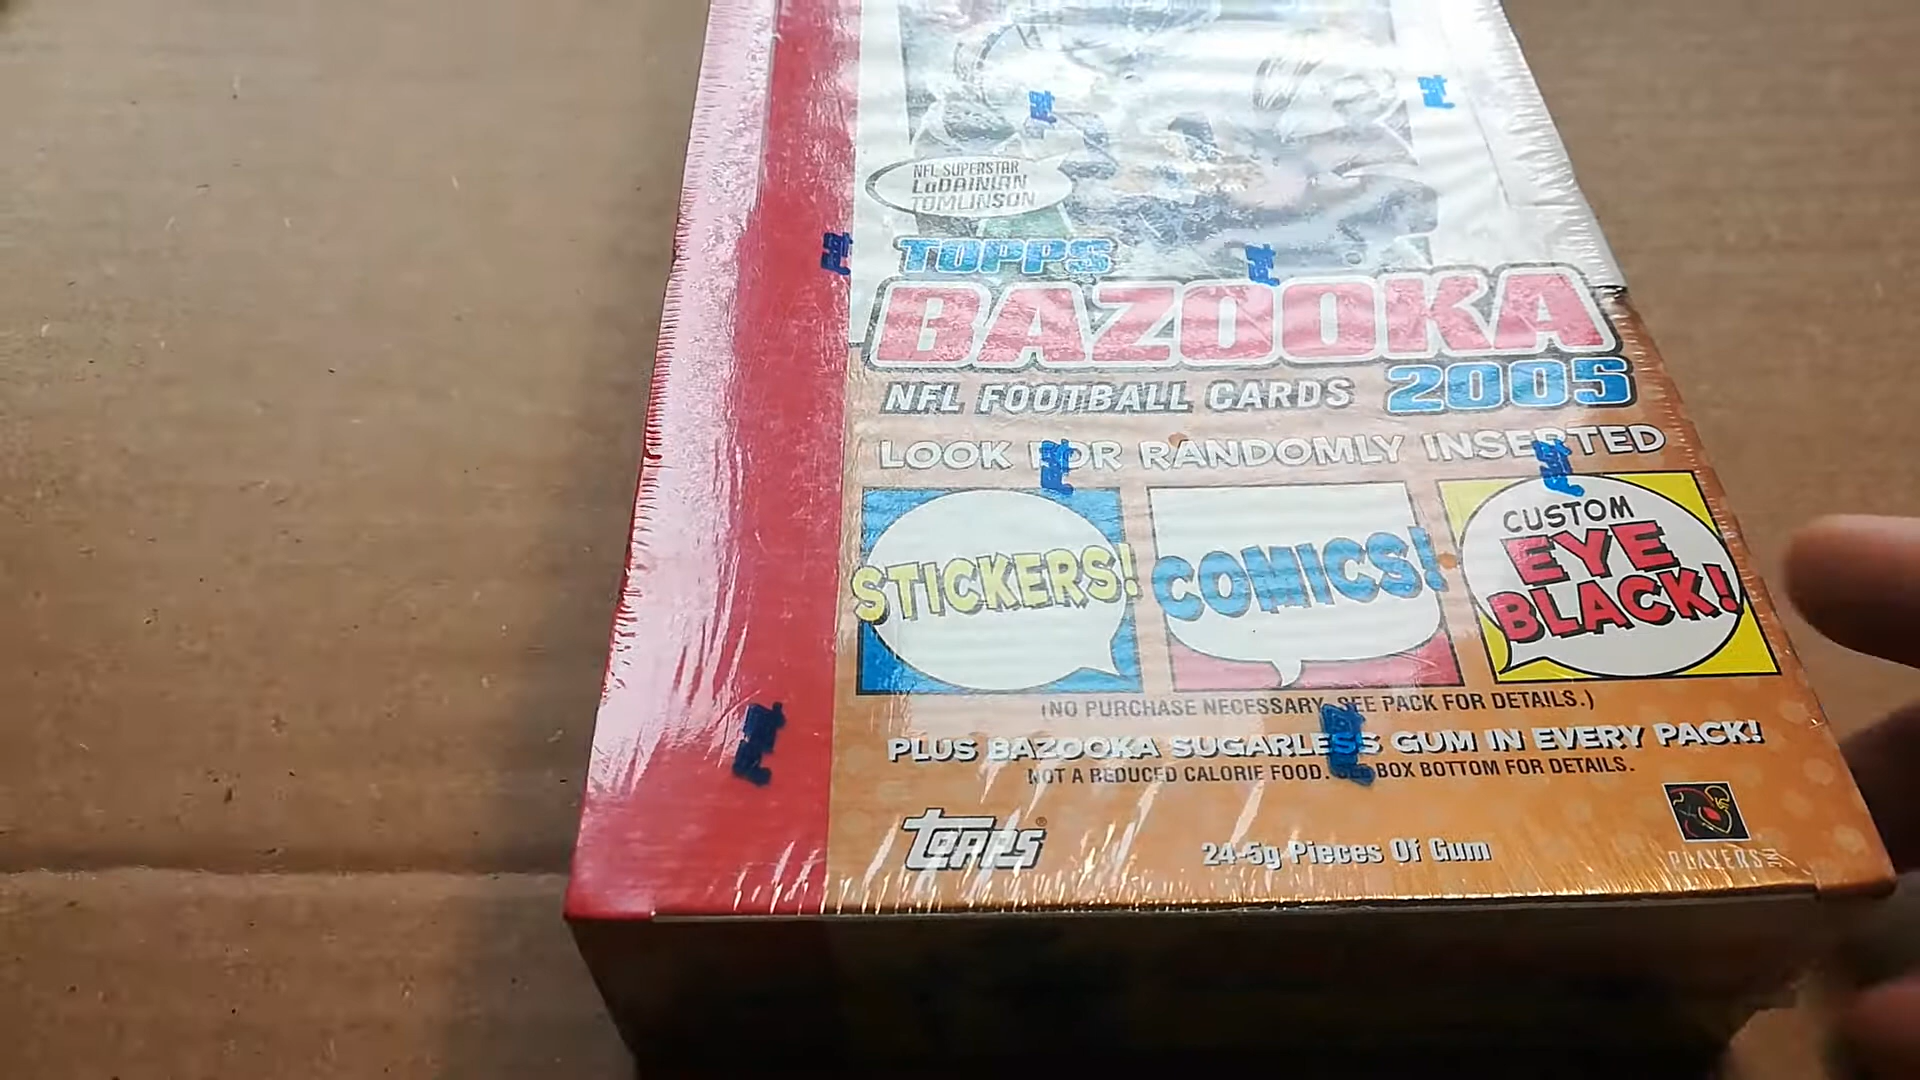 NFL SUPERSTAR
LaDAINIAN
TOMLINSON
TOPPS
BAZOOKA
NFL FOOTBALL CARDS 2005
LOOK FOR RANDOMLY INSERTED
STICKERS!
COMICS!
CUSTOM
EYE
BLACK!
(NO PURCHASE NECESSARY. SEE PACK FOR DETAILS.)
PLUS BAZOOKA SUGARLESS GUM IN EVERY PACK!
NOT A REDUCED CALORIE FOOD. SEE BOX BOTTOM FOR DETAILS.
topps®
24-5g Pieces Of Gum
PLAYERS INC